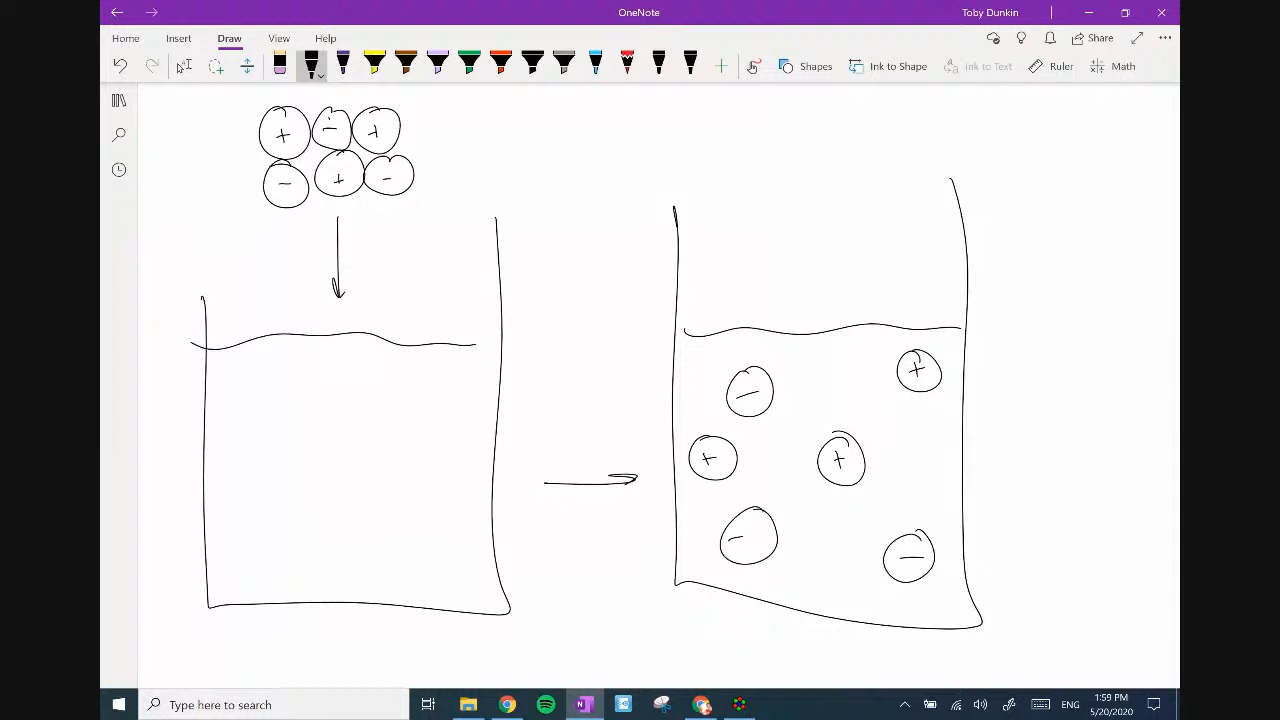 OneNote
Toby Dunkin
Home Insert Draw View Help
Share
Shapes Ink to Shape Ink to Text Ruler Math
+ - +
- + -
- +
+ +
- -
Type here to search
ENG
1:59 PM
5/20/2020